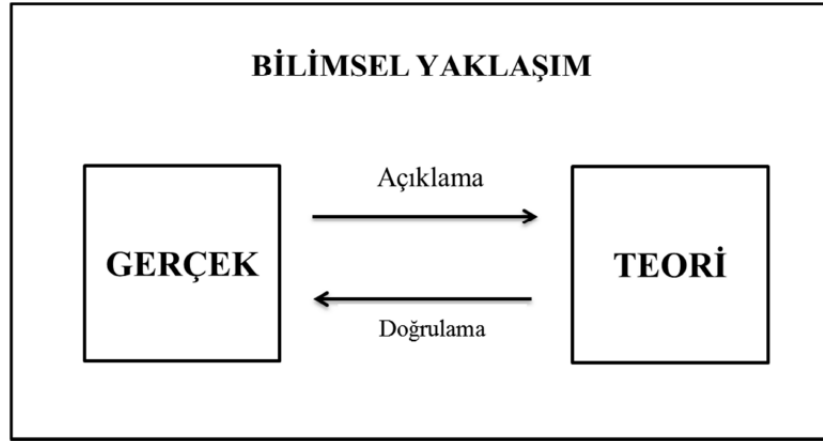 BİLİMSEL YAKLAŞIM
Açıklama
GERÇEK
TEORİ
Doğrulama